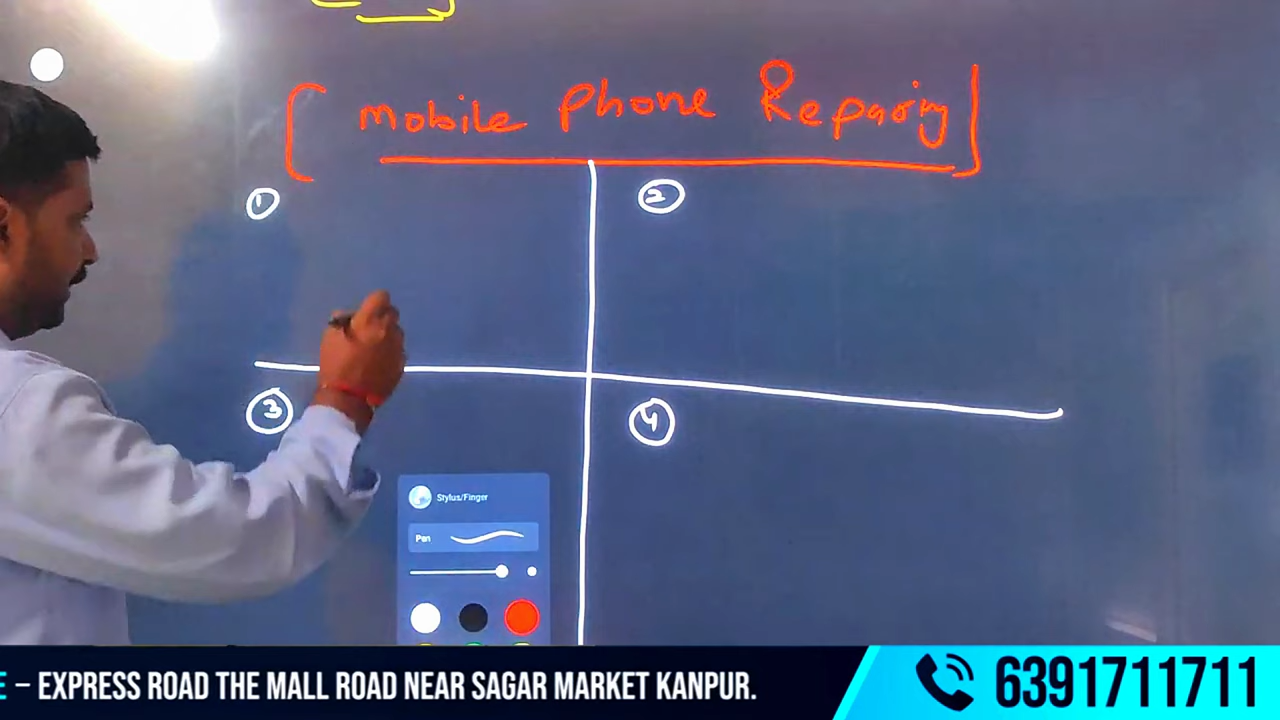 [ Mobile Phone Repairing ]
① ②
③ ④
Stylus/Finger
Pen
E – EXPRESS ROAD THE MALL ROAD NEAR SAGAR MARKET KANPUR. 6391711711